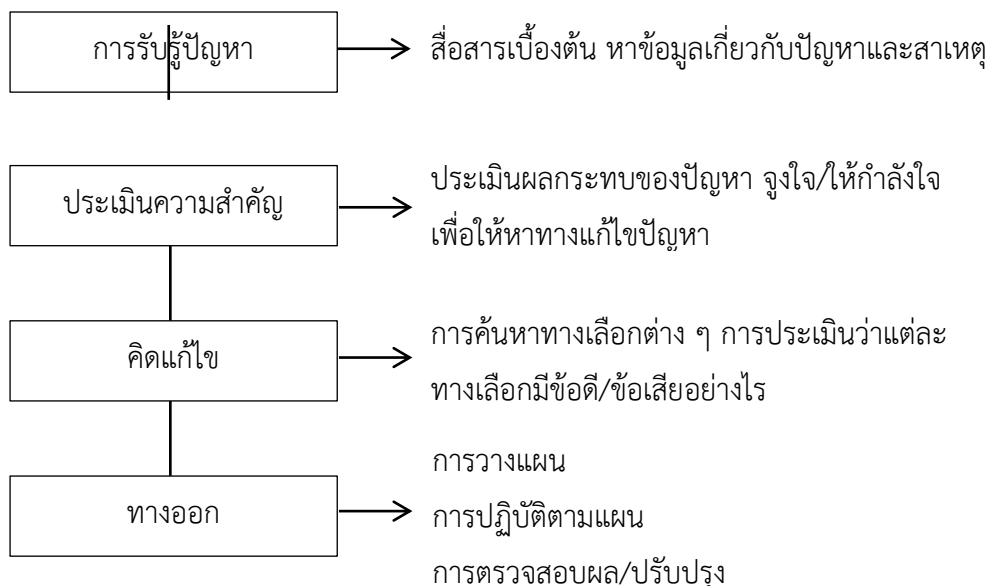 การรับรู้ปัญหา
สื่อสารเบื้องต้น หาข้อมูลเกี่ยวกับปัญหาและสาเหตุ
ประเมินความสำคัญ
ประเมินผลกระทบของปัญหา จูงใจ/ให้กำลังใจ
เพื่อให้หาทางแก้ไขปัญหา
คิดแก้ไข
การค้นหาทางเลือกต่าง ๆ การประเมินว่าแต่ละ
ทางเลือกมีข้อดี/ข้อเสียอย่างไร
ทางออก
การวางแผน
การปฏิบัติตามแผน
การตรวจสอบผล/ปรับปรุง